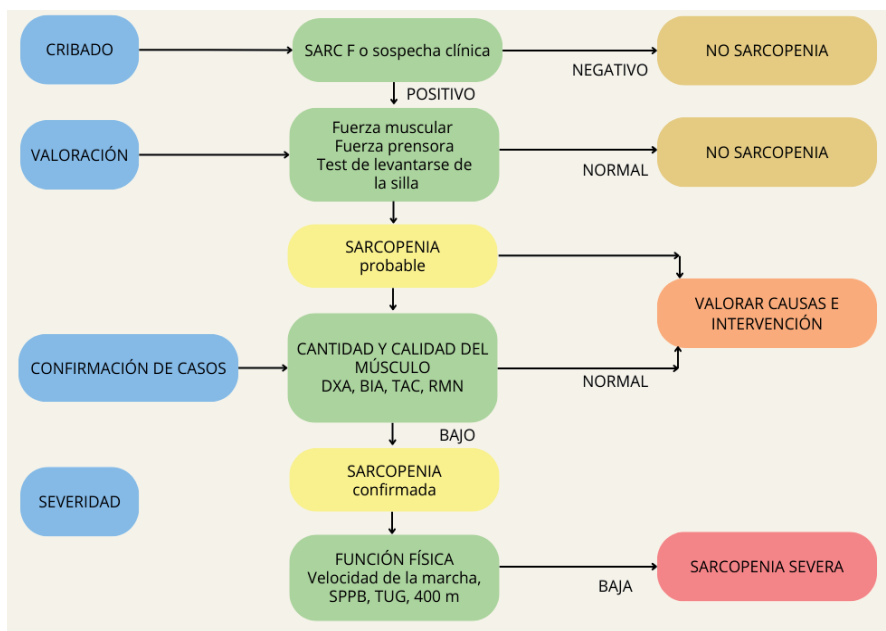 CRIBADO
SARC F o sospecha clínica
NEGATIVO
NO SARCOPENIA
POSITIVO
VALORACIÓN
Fuerza muscular
Fuerza prensora
Test de levantarse de
la silla
NORMAL
NO SARCOPENIA
SARCOPENIA
probable
VALORAR CAUSAS E
INTERVENCIÓN
CONFIRMACIÓN DE CASOS
CANTIDAD Y CALIDAD DEL
MÚSCULO
DXA, BIA, TAC, RMN
NORMAL
BAJO
SARCOPENIA
confirmada
SEVERIDAD
FUNCIÓN FÍSICA
Velocidad de la marcha,
SPPB, TUG, 400 m
BAJA
SARCOPENIA SEVERA